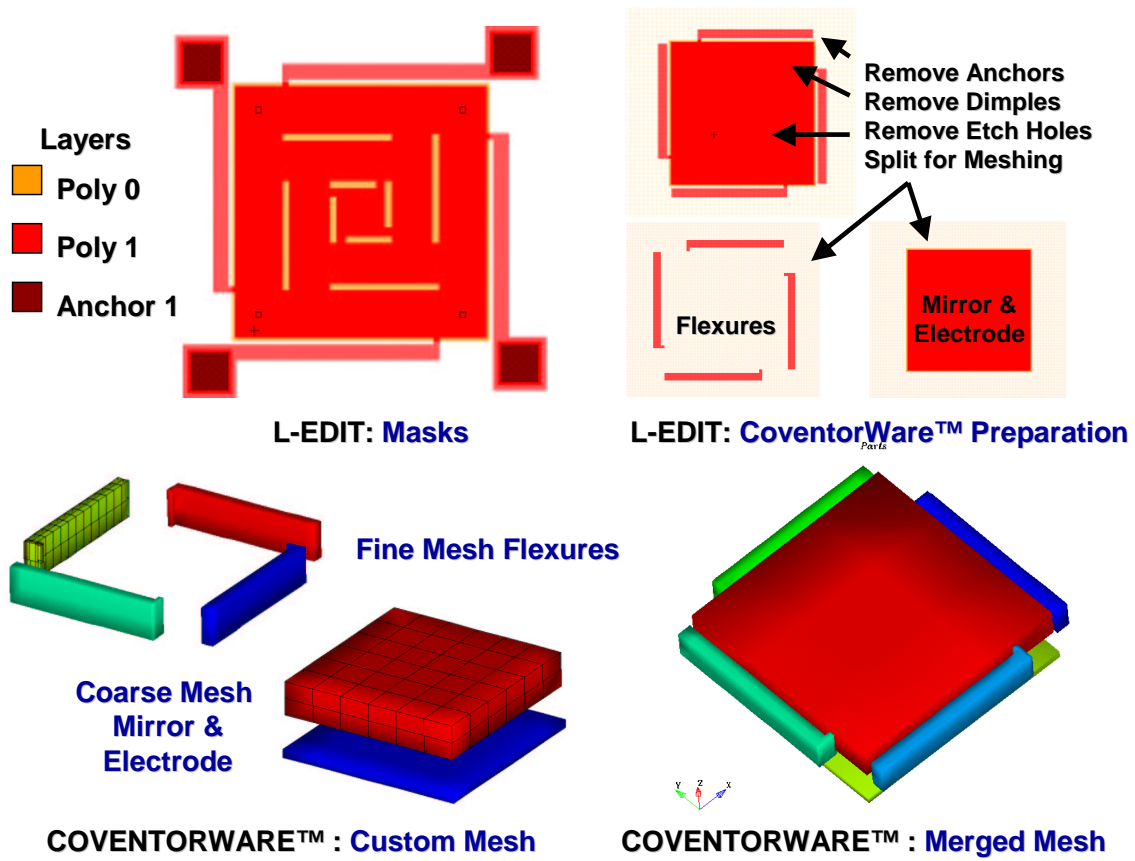 Layers
Poly 0
Poly 1
Anchor 1
L-EDIT: Masks
Remove Anchors
Remove Dimples
Remove Etch Holes
Split for Meshing
Flexures
Mirror &
Electrode
L-EDIT: CoventorWare™ Preparation
Fine Mesh Flexures
Coarse Mesh
Mirror &
Electrode
COVENTORWARE™ : Custom Mesh
Parts
Y Z X
COVENTORWARE™ : Merged Mesh